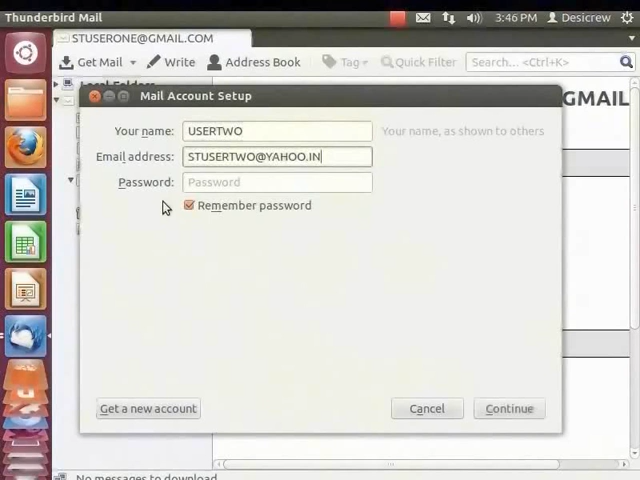 Thunderbird Mail
3:46 PM
Desicrew
STUSERONE@GMAIL.COM
Get Mail
Write
Address Book
Tag
Quick Filter
Search... <Ctrl+K>
Local Folders
Mail Account Setup
GMAIL
Your name:
USERTWO
Your name, as shown to others
Email address:
STUSERTWO@YAHOO.IN
Password:
Password
Remember password
Get a new account
Cancel
Continue
No messages to download